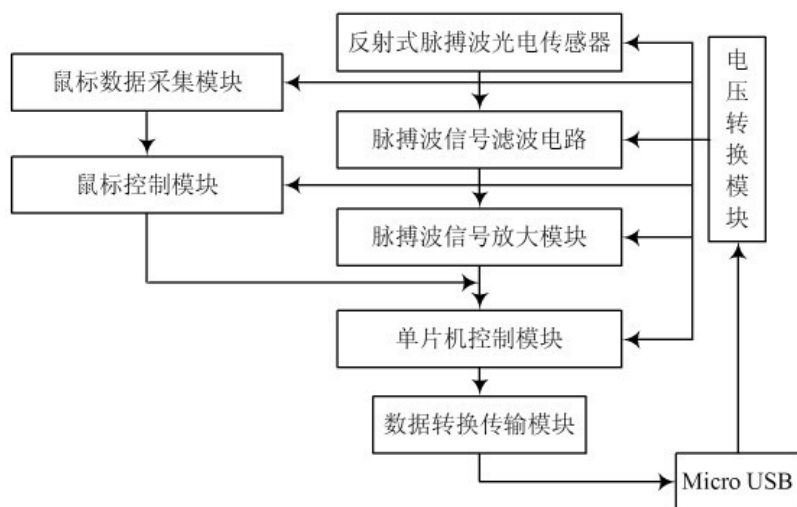 反射式脉搏波光电传感器
鼠标数据采集模块
脉搏波信号滤波电路
电压转换模块
鼠标控制模块
脉搏波信号放大模块
单片机控制模块
数据转换传输模块
Micro USB